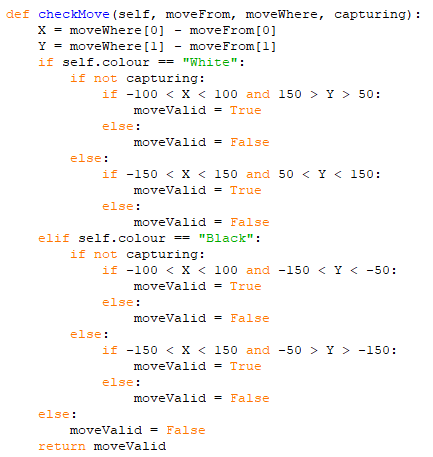 def checkMove(self, moveFrom, moveWhere, capturing):
    X = moveWhere[0] - moveFrom[0]
    Y = moveWhere[1] - moveFrom[1]
    if self.colour == "White":
        if not capturing:
            if -100 < X < 100 and 150 > Y > 50:
                moveValid = True
            else:
                moveValid = False
        else:
            if -150 < X < 150 and 50 < Y < 150:
                moveValid = True
            else:
                moveValid = False
    elif self.colour == "Black":
        if not capturing:
            if -100 < X < 100 and -150 < Y < -50:
                moveValid = True
            else:
                moveValid = False
        else:
            if -150 < X < 150 and -50 > Y > -150:
                moveValid = True
            else:
                moveValid = False
    else:
        moveValid = False
    return moveValid